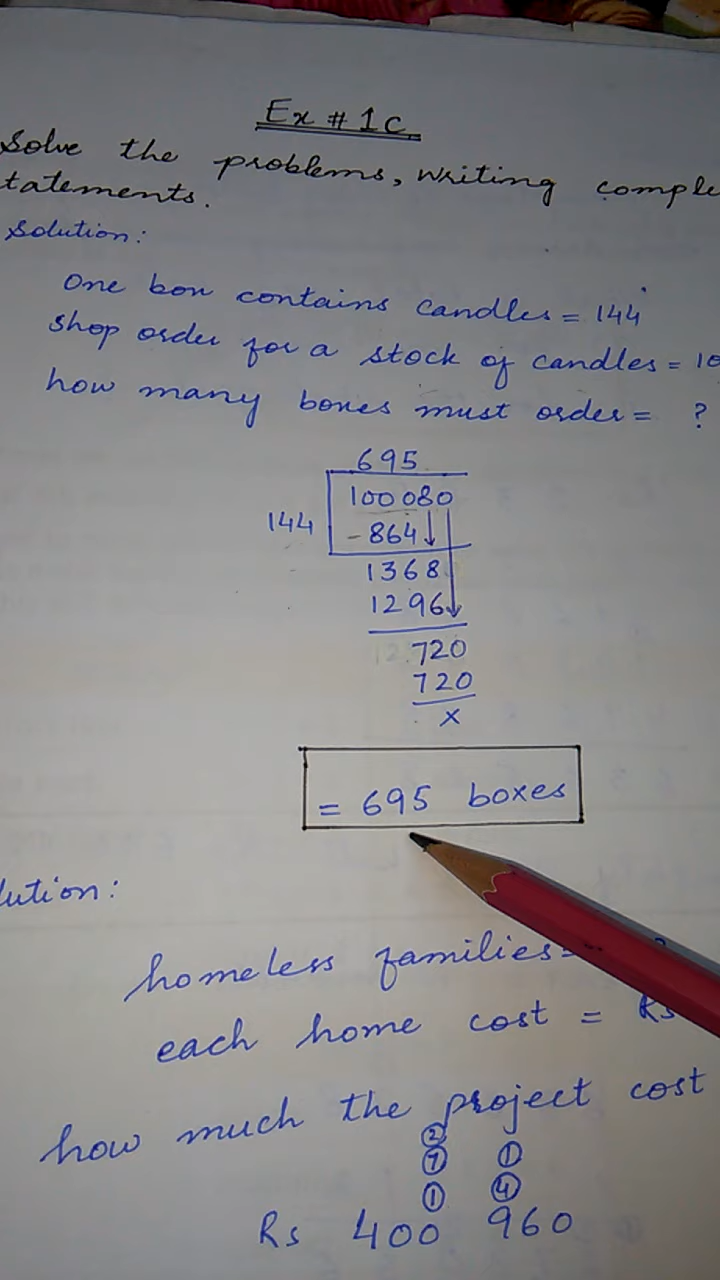 Ex # 1c
Solve the problems, writing comple
tatements.
Solution:
One box contains candles = 144
shop order for a stock of candles = 10
how many boxes must order = ?
695
144 100080
- 864
1368
1296
720
720
x
= 695 boxes
lution:
homeless families =
each home cost = Rs
how much the project cost
2
7 1
1 4
Rs 400 960